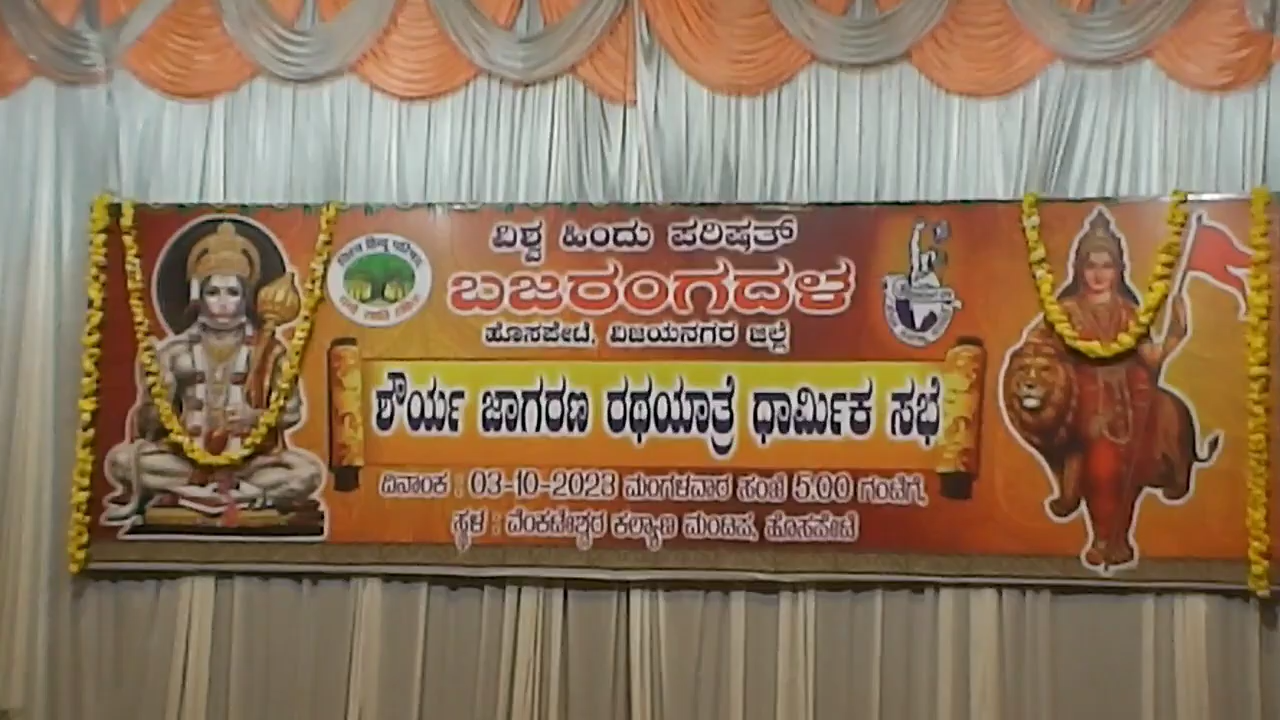 ವಿಶ್ವ ಹಿಂದು ಪರಿಷತ್
ಬಜರಂಗದಳ
ಹೊಸಪೇಟೆ, ವಿಜಯನಗರ ಜಿಲ್ಲೆ
ಶೌರ್ಯ ಜಾಗರಣ ರಥಯಾತ್ರೆ ಧಾರ್ಮಿಕ ಸಭೆ
ದಿನಾಂಕ : 03-10-2023 ಮಂಗಳವಾರ ಸಂಜೆ 5.00 ಗಂಟೆಗೆ,
ಸ್ಥಳ : ವೆಂಕಟೇಶ್ವರ ಕಲ್ಯಾಣ ಮಂಟಪ, ಹೊಸಪೇಟೆ